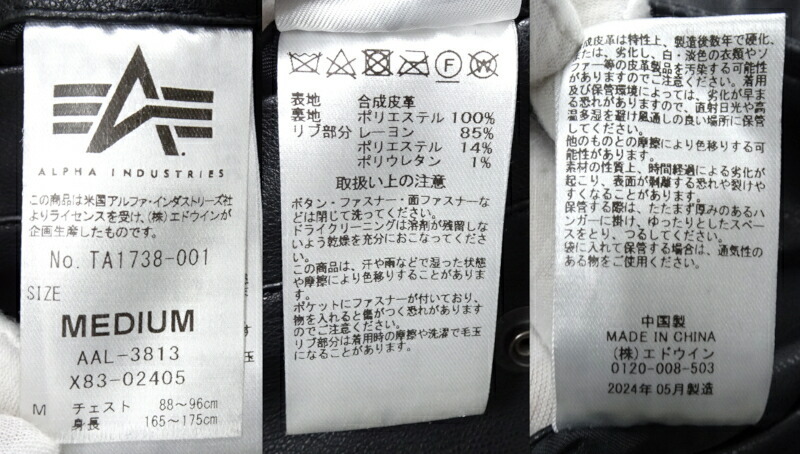 ALPHA INDUSTRIES
この商品は米国アルファ・インダストリーズ社
よりライセンスを受け、(株)エドウインが
企画生産したものです。
No. TA1738-001
SIZE
MEDIUM
AAL-3813
X83-02405
M チェスト 88~96cm
身長 165~175cm
表地 合成皮革
裏地 ポリエステル 100%
リブ部分 レーヨン 85%
ポリエステル 14%
ポリウレタン 1%
取扱い上の注意
ボタン・ファスナー・面ファスナーな
どは閉じて洗ってください。
ドライクリーニングは溶剤が残留しな
いよう乾燥を充分におこなってくださ
い。
この商品は、汗や雨などで湿った状態
や摩擦により色移りすることがありま
す。
ポケットにファスナーが付いており、
物を入れると傷がつく恐れがあります
のでご注意ください。
リブ部分は着用時の摩擦や洗濯で毛玉
になることがあります。
成皮革は特性上、製造後数年で硬化、
または、劣化し、白・淡色の衣類やソ
ファー等の皮革製品を汚染する可能性
がありますのでご注意ください。着用
及び保管環境によっては、劣化が早ま
る恐れがありますので、直射日光や高
温多湿を避け風通しの良い場所に保管
してください。
他のものとの摩擦により色移りする可
能性があります。
素材の性質上、時間経過による劣化が
起こり、表面が剥離する恐れや裂けや
すくなることがあります。
保管する際は、たたまず厚みのあるハ
ンガーに掛け、ゆったりとしたスペー
スをとり、つるしてください。
袋に入れて保管する場合は、通気性の
ある物をご使用ください。
中国製
MADE IN CHINA
(株)エドウイン
0120-008-503
2024年05月製造